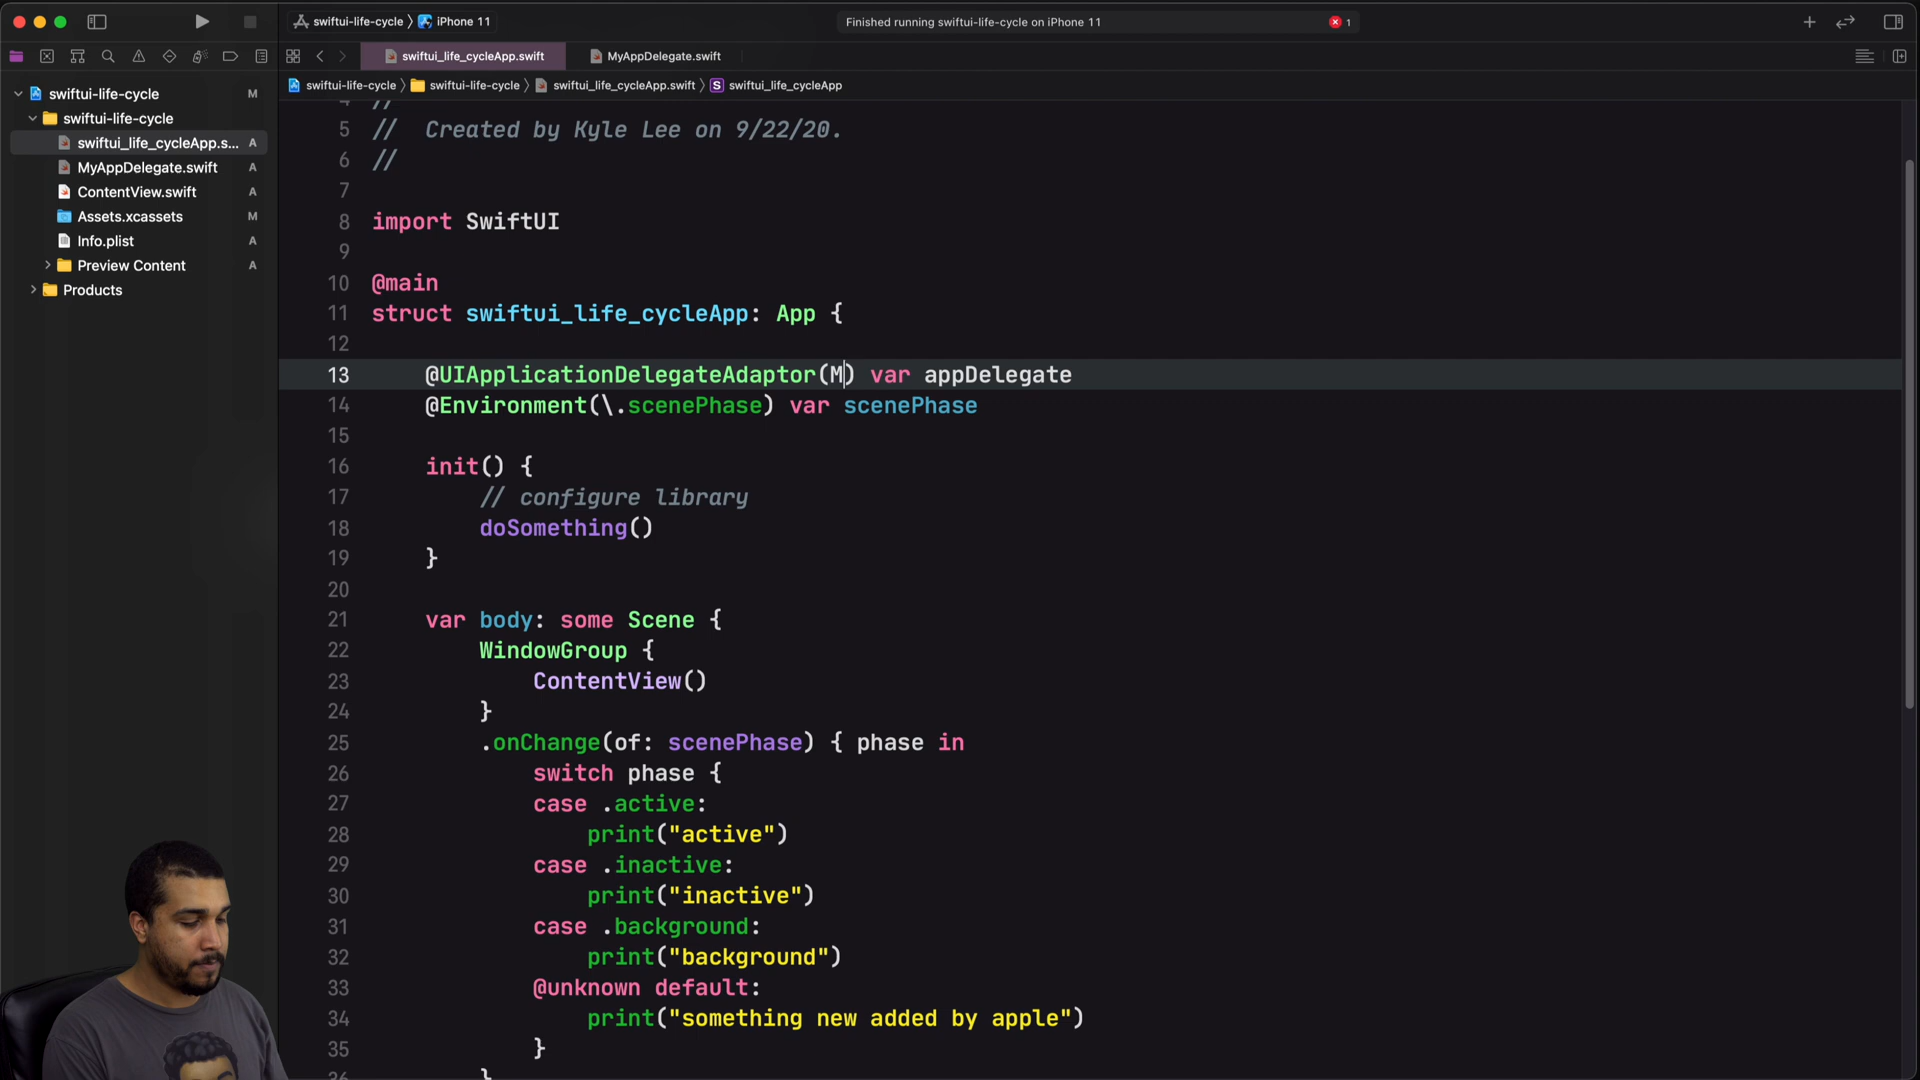 swiftui-life-cycle 〉 iPhone 11
Finished running swiftui-life-cycle on iPhone 11
1
swiftui_life_cycleApp.swift
MyAppDelegate.swift
swiftui-life-cycle 〉 swiftui-life-cycle 〉 swiftui_life_cycleApp.swift 〉 S swiftui_life_cycleApp
swiftui-life-cycle M
swiftui-life-cycle
swiftui_life_cycleApp.s... A
MyAppDelegate.swift A
ContentView.swift A
Assets.xcassets M
Info.plist A
Preview Content A
Products
4 //
5 // Created by Kyle Lee on 9/22/20.
6 //
7
8 import SwiftUI
9
10 @main
11 struct swiftui_life_cycleApp: App {
12
13 @UIApplicationDelegateAdaptor(M) var appDelegate
14 @Environment(\.scenePhase) var scenePhase
15
16 init() {
17 // configure library
18 doSomething()
19 }
20
21 var body: some Scene {
22 WindowGroup {
23 ContentView()
24 }
25 .onChange(of: scenePhase) { phase in
26 switch phase {
27 case .active:
28 print("active")
29 case .inactive:
30 print("inactive")
31 case .background:
32 print("background")
33 @unknown default:
34 print("something new added by apple")
35 }
36 }